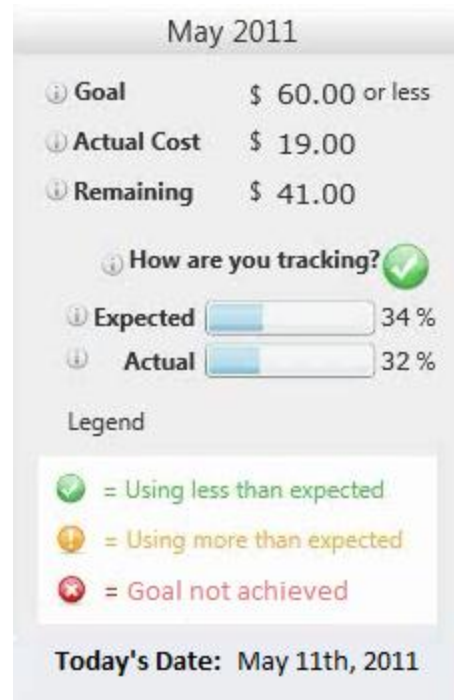 May 2011
Goal $ 60.00 or less
Actual Cost $ 19.00
Remaining $ 41.00
How are you tracking?
Expected 34 %
Actual 32 %
Legend
= Using less than expected
= Using more than expected
= Goal not achieved
Today's Date: May 11th, 2011